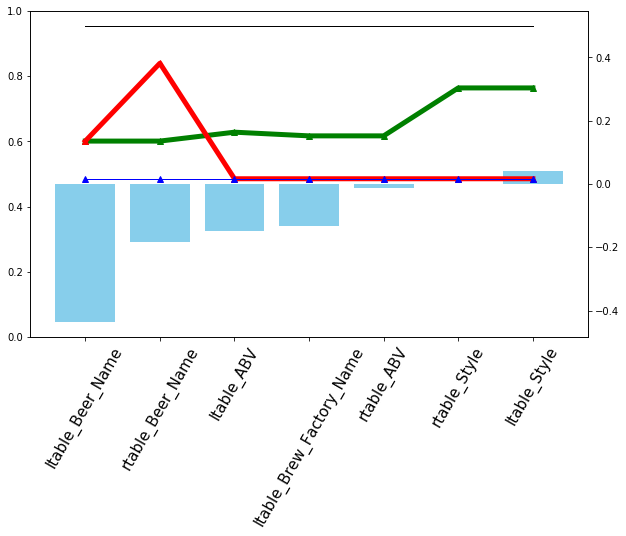 1.0
0.8
0.6
0.4
0.2
0.0
0.4
0.2
0.0
−0.2
−0.4
ltable_Beer_Name
rtable_Beer_Name
ltable_ABV
ltable_Brew_Factory_Name
rtable_ABV
rtable_Style
ltable_Style